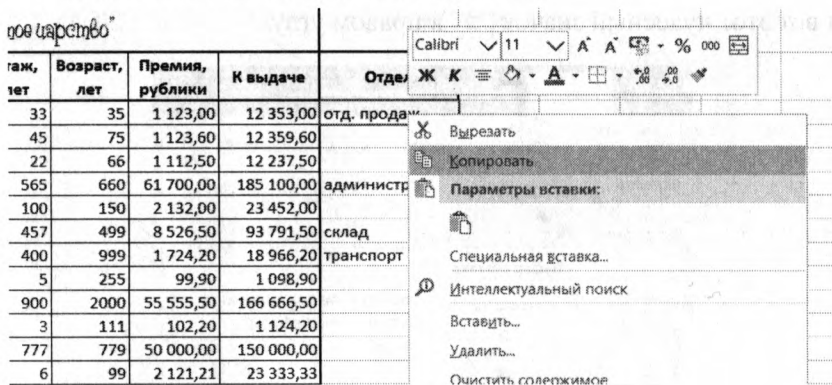 ное царство"
таж, лет Возраст, лет Премия, рублики К выдаче Отдел
33 35 1 123,00 12 353,00 отд. продаж
45 75 1 123,60 12 359,60
22 66 1 112,50 12 237,50
565 660 61 700,00 185 100,00 администр
100 150 2 132,00 23 452,00
457 499 8 526,50 93 791,50 склад
400 999 1 724,20 18 966,20 транспорт
5 255 99,90 1 098,90
900 2000 55 555,50 166 666,50
3 111 102,20 1 124,20
777 779 50 000,00 150 000,00
6 99 2 121,21 23 333,33
Calibri 11 A A % 000
Ж К A ,00 ,0
Вырезать
Копировать
Параметры вставки:
Специальная вставка...
Интеллектуальный поиск
Вставить...
Удалить...
Очистить содержимое